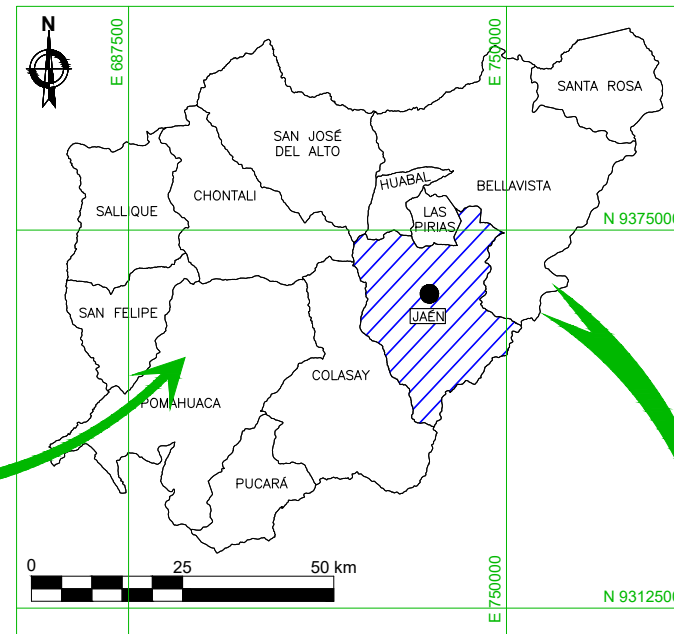 N
E 687500
E 750000
SANTA ROSA
SAN JOSÉ
DEL ALTO
HUABAL
BELLAVISTA
CHONTALI
SALLIQUE
LAS
PIRIAS
N 9375000
SAN FELIPE
JAÉN
COLASAY
POMAHUACA
PUCARÁ
0 25 50 km
E 750000
N 9312500